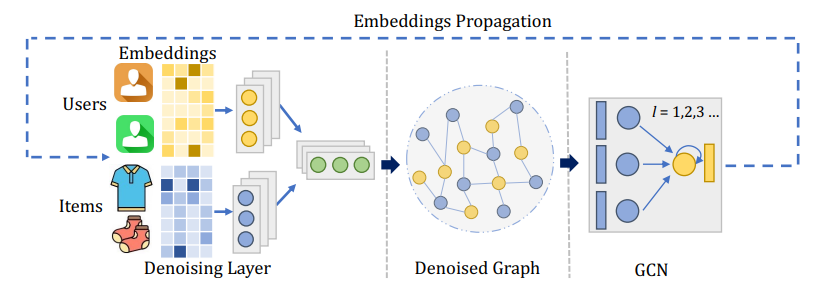 Embeddings Propagation
Embeddings
Users
Items
Denoising Layer
Denoised Graph
l = 1,2,3 ...
GCN